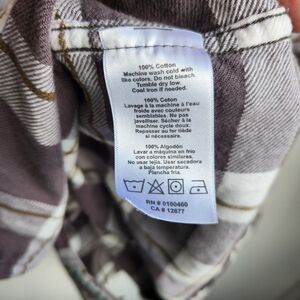 100% Cotton
Machine wash cold with
like colors. Do not bleach.
Tumble dry low.
Cool iron if needed.
100% Coton
Lavage à la machine à l'eau
froide avec couleurs
semblables. Ne pas
javelliser. Sécher à la
machine cycle doux.
Repasser au fer tiède
si nécessaire.
100% Algodón
Lavar a máquina en frío
con colores similares.
No usar lejía. Usar secadora
a baja temperatura.
Plancha fría.
RN # 0100460
CA # 12877